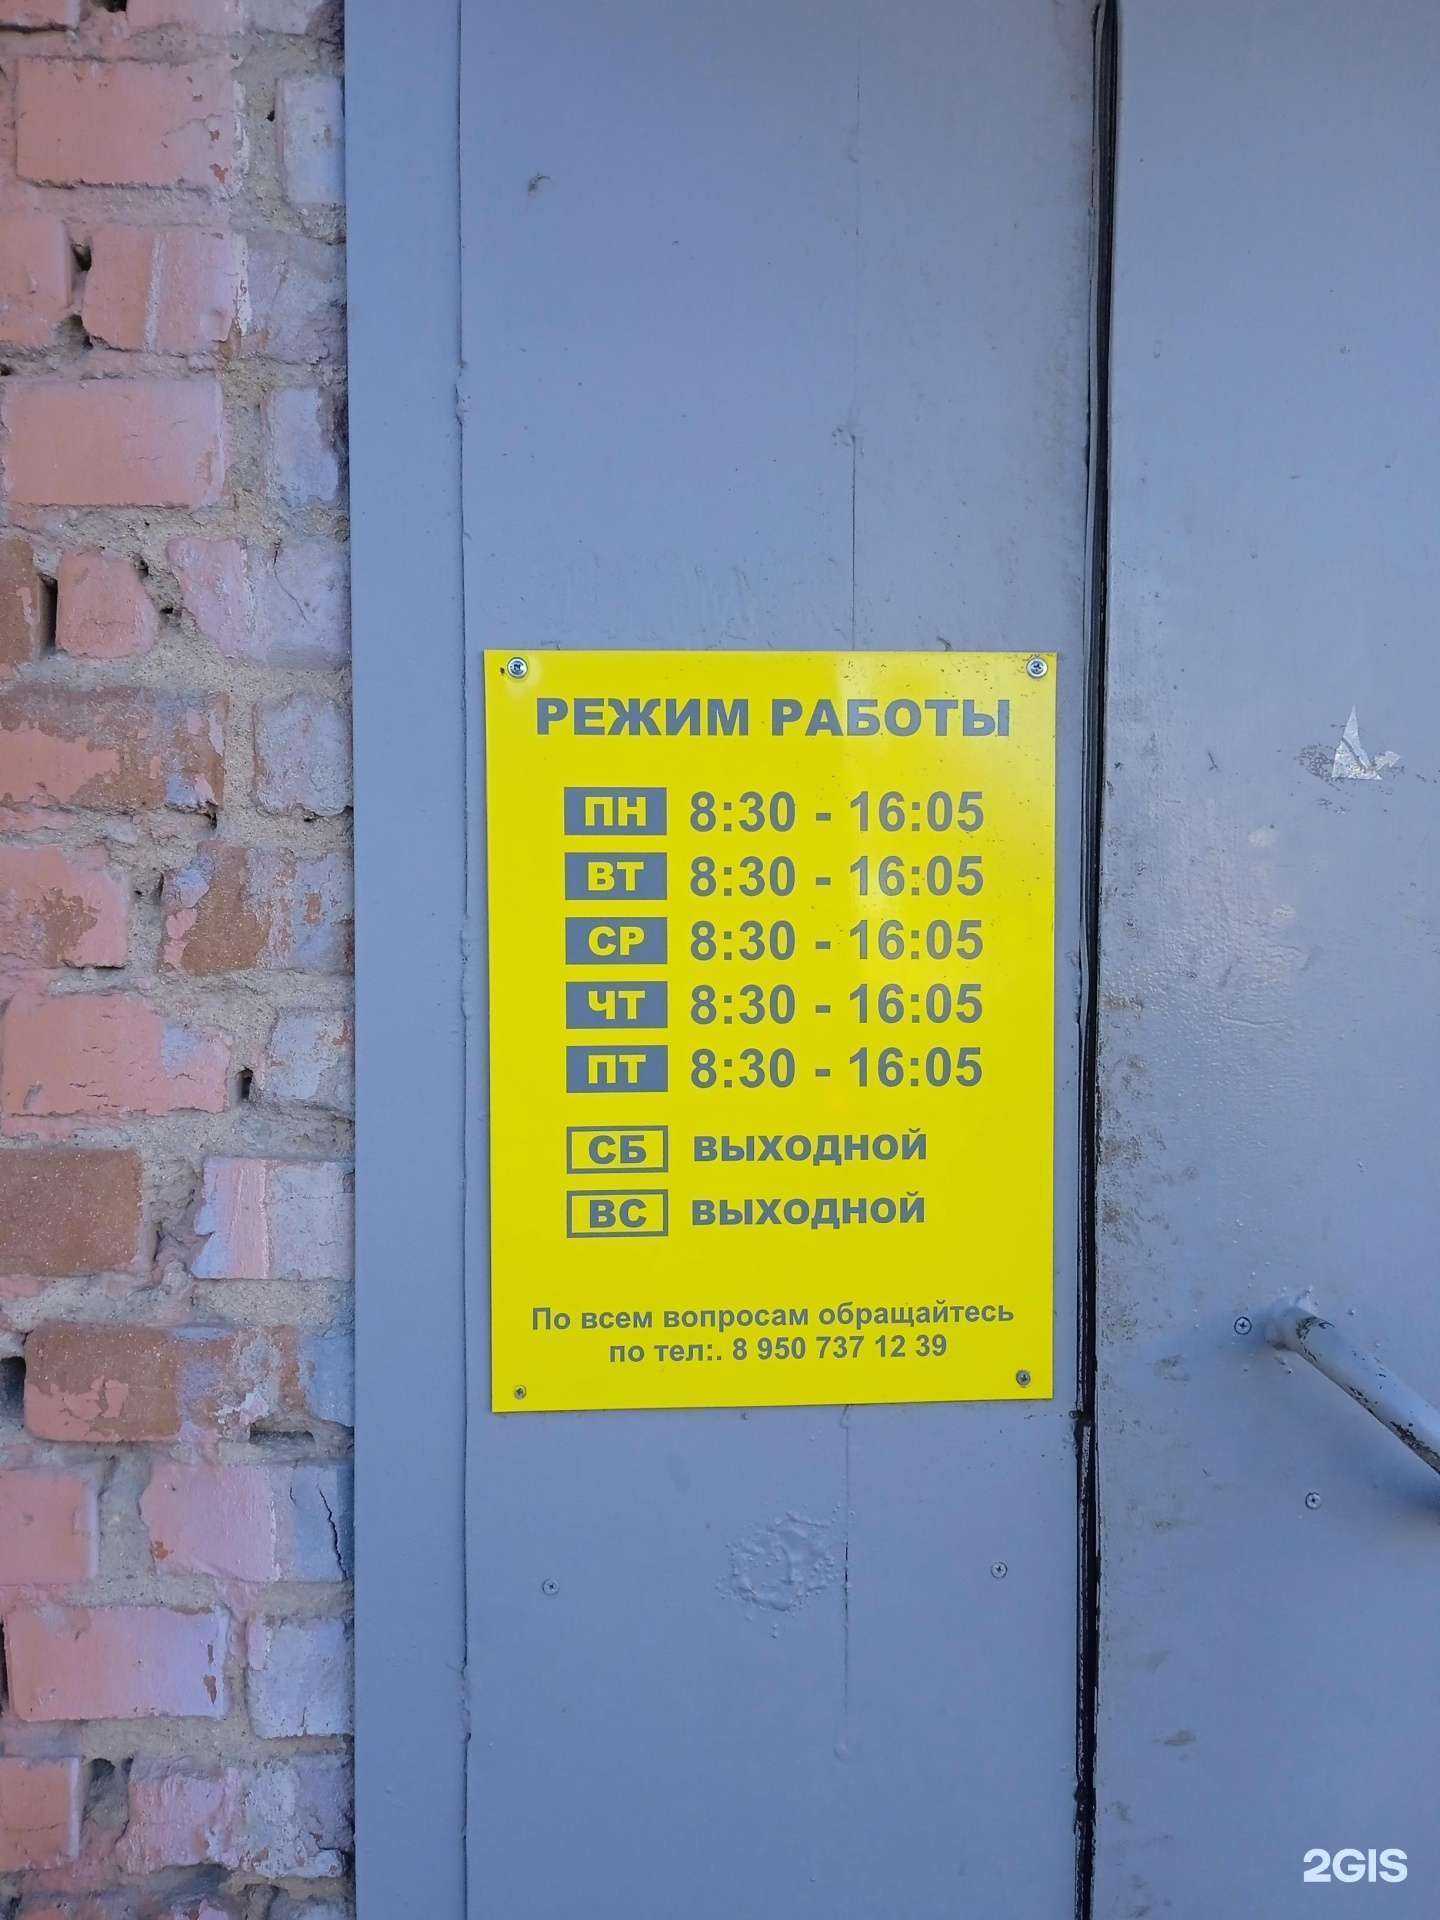 РЕЖИМ РАБОТЫ
ПН 8:30 - 16:05
ВТ 8:30 - 16:05
СР 8:30 - 16:05
ЧТ 8:30 - 16:05
ПТ 8:30 - 16:05
СБ ВЫХОДНОЙ
ВС ВЫХОДНОЙ
По всем вопросам обращайтесь
по тел:. 8 950 737 12 39
2GIS